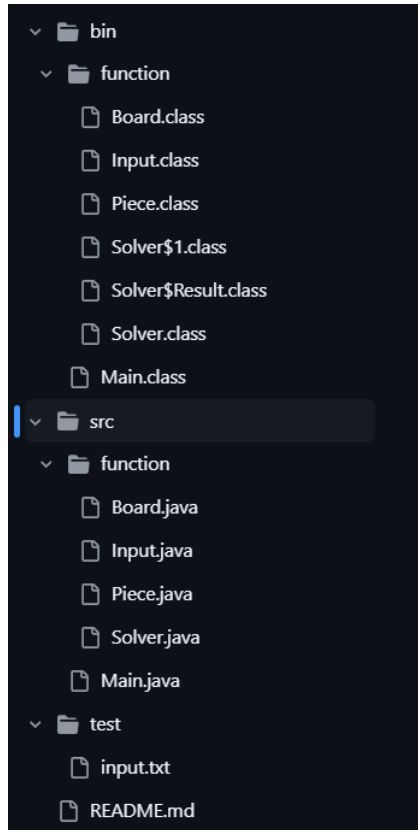 bin
function
Board.class
Input.class
Piece.class
Solver$1.class
Solver$Result.class
Solver.class
Main.class
src
function
Board.java
Input.java
Piece.java
Solver.java
Main.java
test
input.txt
README.md